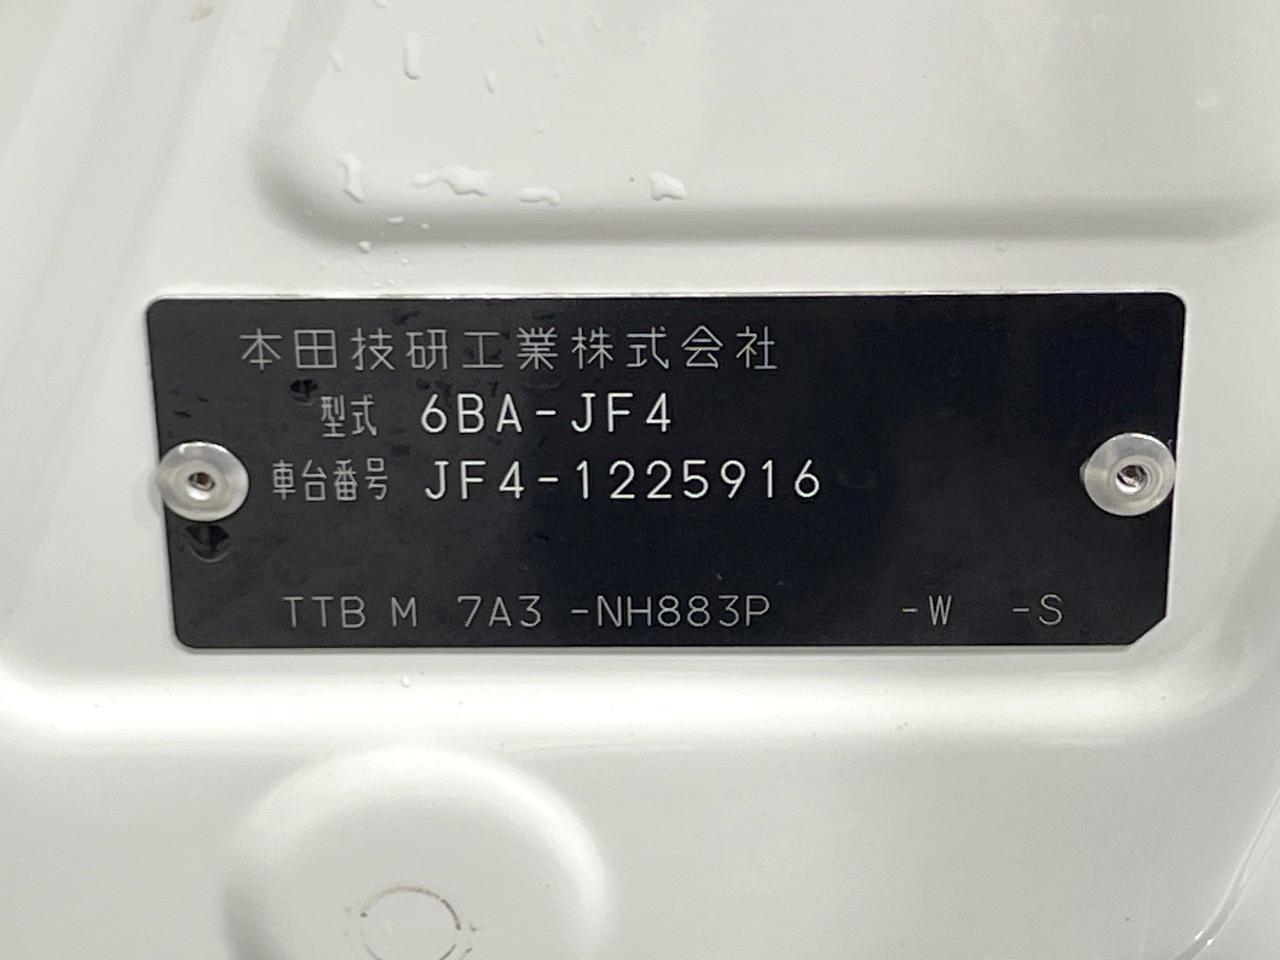 本田技研工業株式会社
型式 6BA-JF4
車台番号 JF4-1225916
TTB M 7A3 -NH883P -W -S